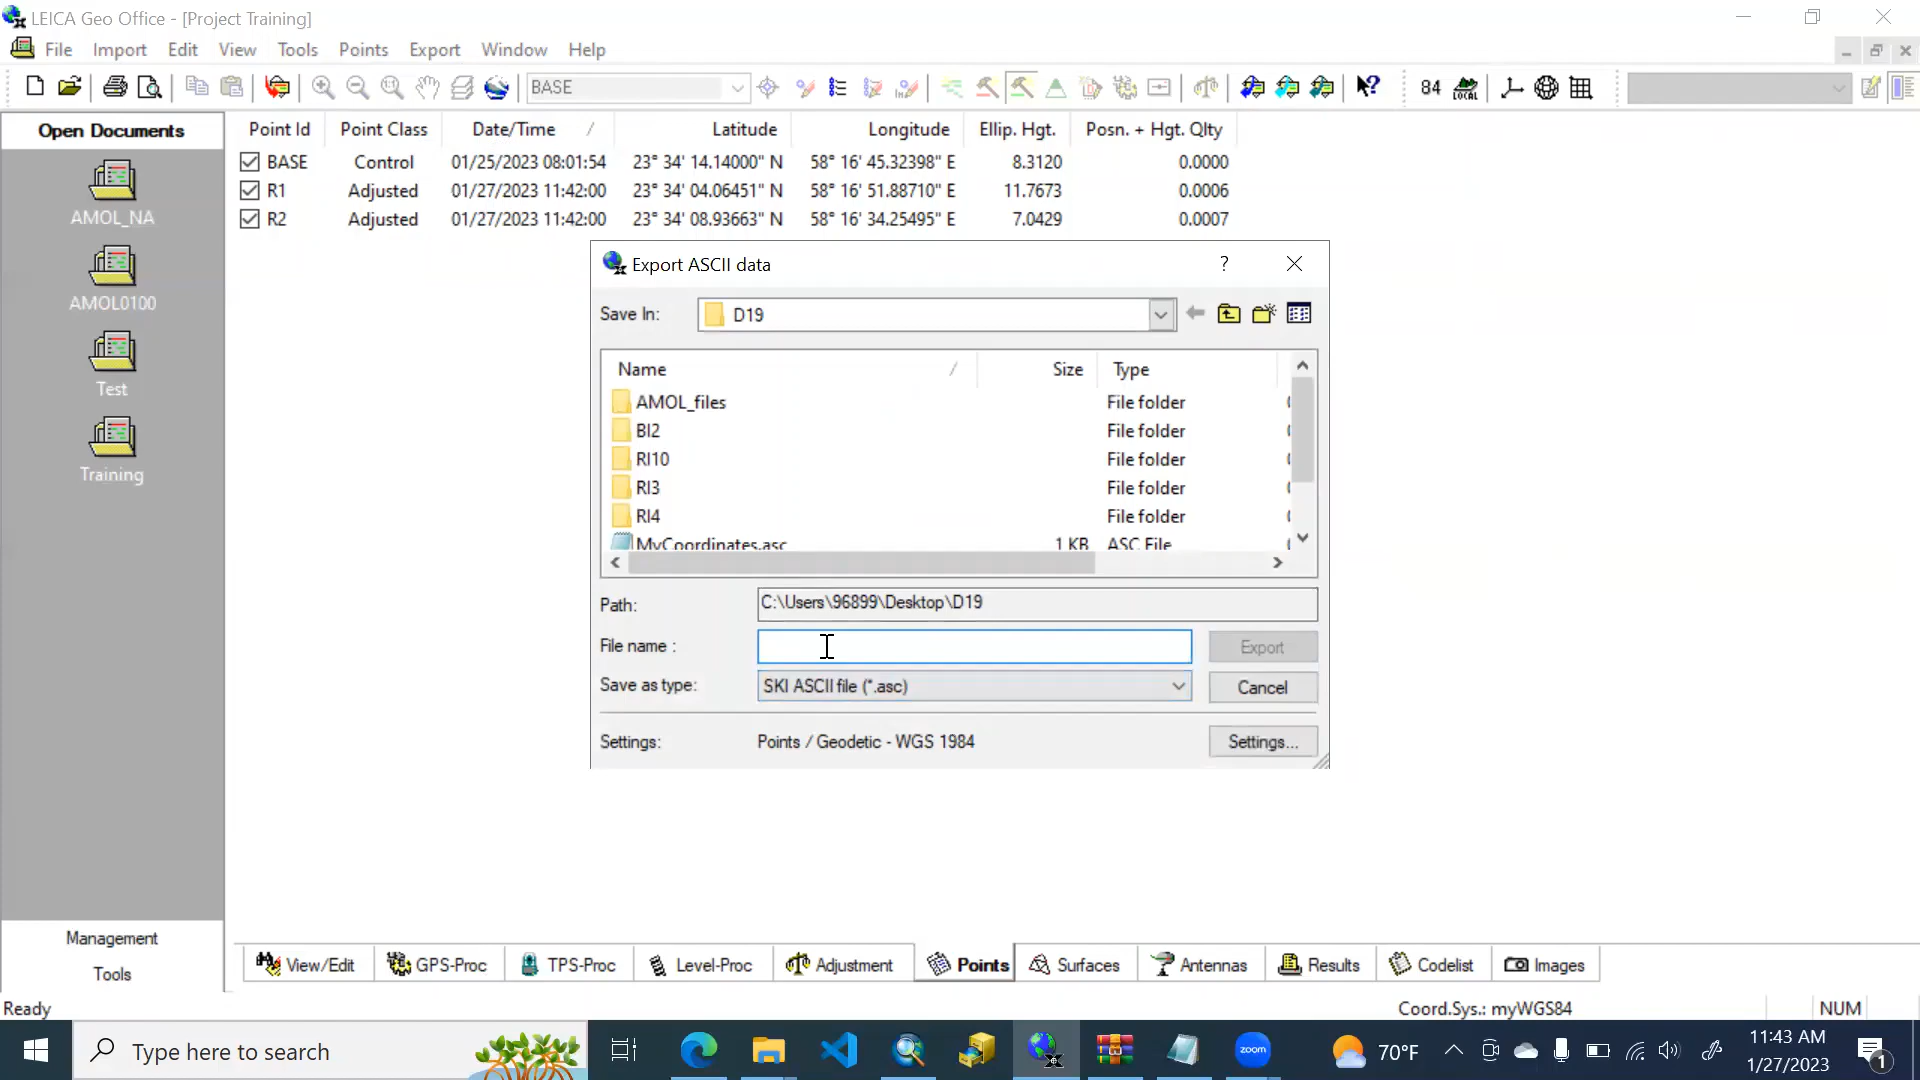 LEICA Geo Office - [Project Training]
File Import Edit View Tools Points Export Window Help
BASE 84 LOCAL
Open Documents
AMOL_NA
AMOL0100
Test
Training
Management
Tools
Point Id Point Class Date/Time Latitude Longitude Ellip. Hgt. Posn. + Hgt. Qlty
BASE Control 01/25/2023 08:01:54 23° 34' 14.14000" N 58° 16' 45.32398" E 8.3120 0.0000
R1 Adjusted 01/27/2023 11:42:00 23° 34' 04.06451" N 58° 16' 51.88710" E 11.7673 0.0006
R2 Adjusted 01/27/2023 11:42:00 23° 34' 08.93663" N 58° 16' 34.25495" E 7.0429 0.0007
Export ASCII data
Save In: D19
Name Size Type
AMOL_files File folder
BI2 File folder
RI10 File folder
RI3 File folder
RI4 File folder
MyCoordinates.asc 1 KB ASC File
Path: C:\Users\96899\Desktop\D19
File name : Export
Save as type: SKI ASCII file (*.asc) Cancel
Settings: Points / Geodetic - WGS 1984 Settings...
View/Edit GPS-Proc TPS-Proc Level-Proc Adjustment Points Surfaces Antennas Results Codelist Images
Ready Coord.Sys.: myWGS84 NUM
Type here to search zoom 70°F 11:43 AM
1/27/2023 1